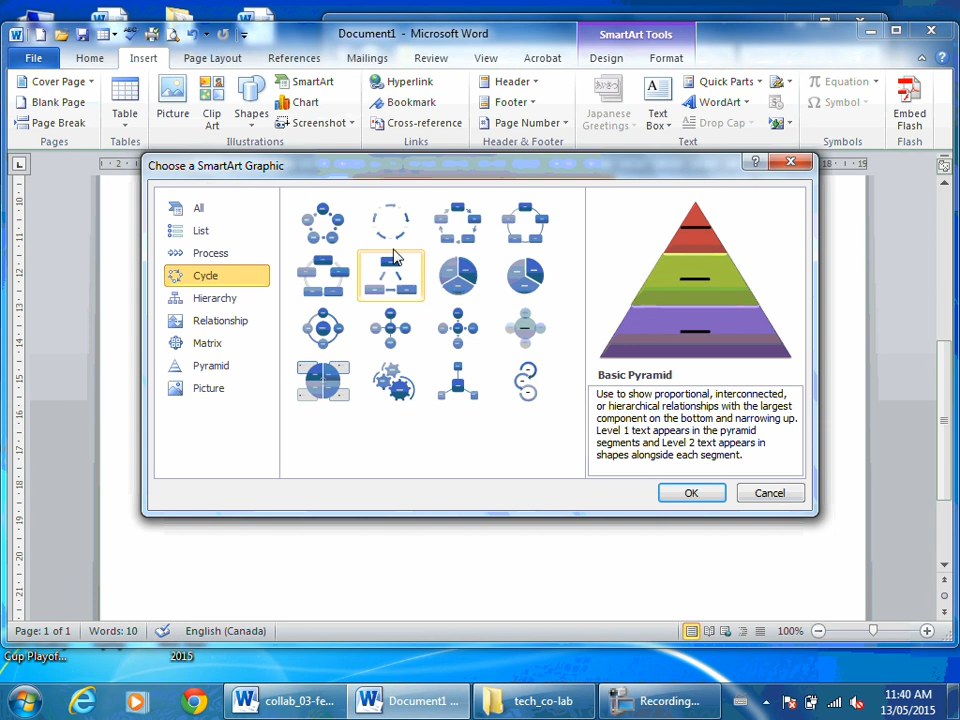 Document1 - Microsoft Word
SmartArt Tools
File
Home
Insert
Page Layout
References
Mailings
Review
View
Acrobat
Design
Format
Cover Page
Blank Page
Page Break
Pages
Table
Tables
Picture
Clip
Art
Shapes
SmartArt
Chart
Screenshot
Illustrations
Hyperlink
Bookmark
Cross-reference
Links
Header
Footer
Page Number
Header & Footer
Japanese
Greetings
Text
Box
Quick Parts
WordArt
Drop Cap
Text
Equation
Symbol
Symbols
Embed
Flash
Flash
Choose a SmartArt Graphic
All
List
Process
Cycle
Hierarchy
Relationship
Matrix
Pyramid
Picture
Basic Pyramid
Use to show proportional, interconnected,
or hierarchical relationships with the largest
component on the bottom and narrowing up.
Level 1 text appears in the pyramid
segments and Level 2 text appears in
shapes alongside each segment.
OK
Cancel
Page: 1 of 1
Words: 10
English (Canada)
100%
Cup Playof...
2015
collab_03-fe...
Document1 ...
tech_co-lab
Recording...
11:40 AM
13/05/2015